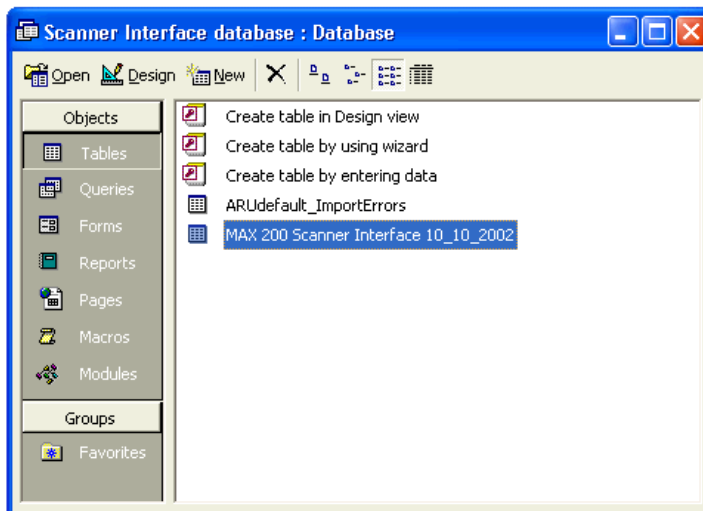 Scanner Interface database : Database
Open Design New
Objects
Tables
Queries
Forms
Reports
Pages
Macros
Modules
Groups
Favorites
Create table in Design view
Create table by using wizard
Create table by entering data
ARUdefault_ImportErrors
MAX 200 Scanner Interface 10_10_2002